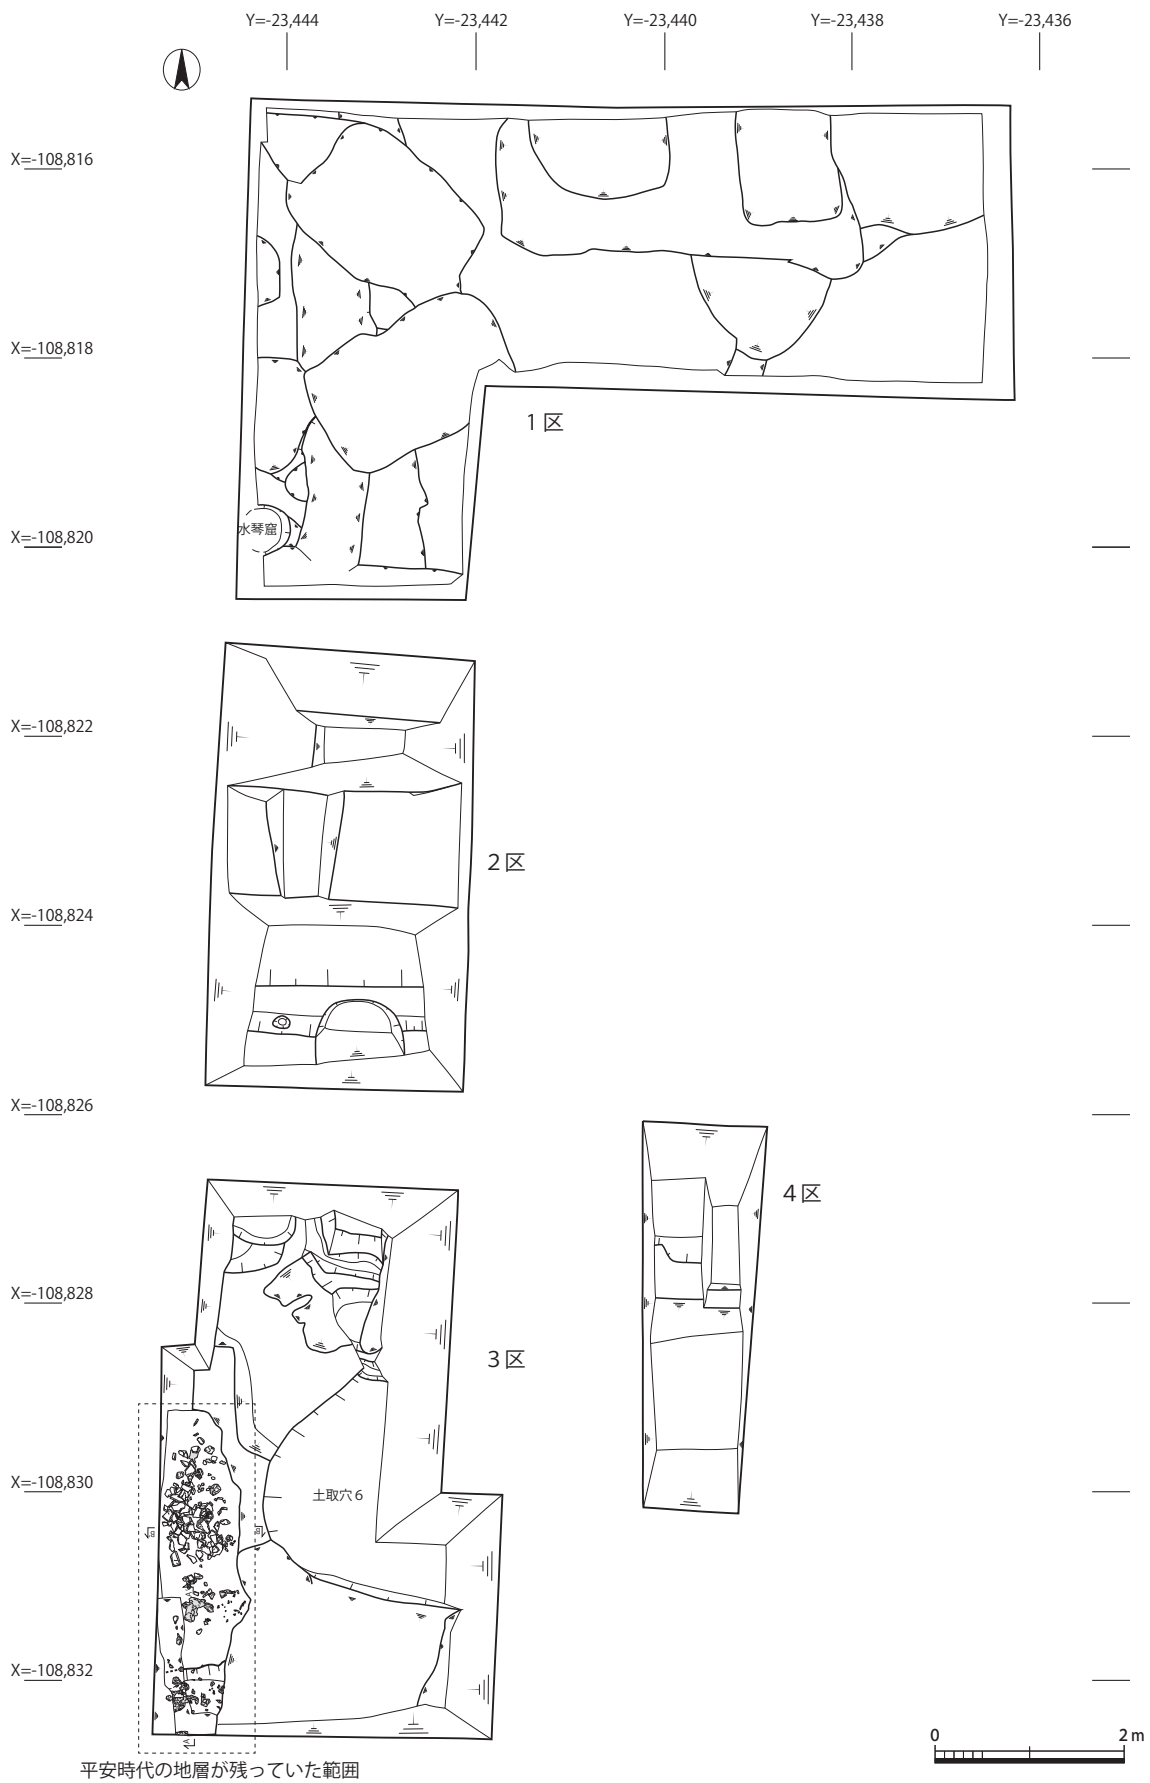 Y=-23,444 Y=-23,442 Y=-23,440 Y=-23,438 Y=-23,436
X=-108,816
X=-108,818
1区
水琴窟
X=-108,820
X=-108,822
2区
X=-108,824
X=-108,826
4区
X=-108,828
3区
X=-108,830
土取穴6
X=-108,832
0 2m
平安時代の地層が残っていた範囲